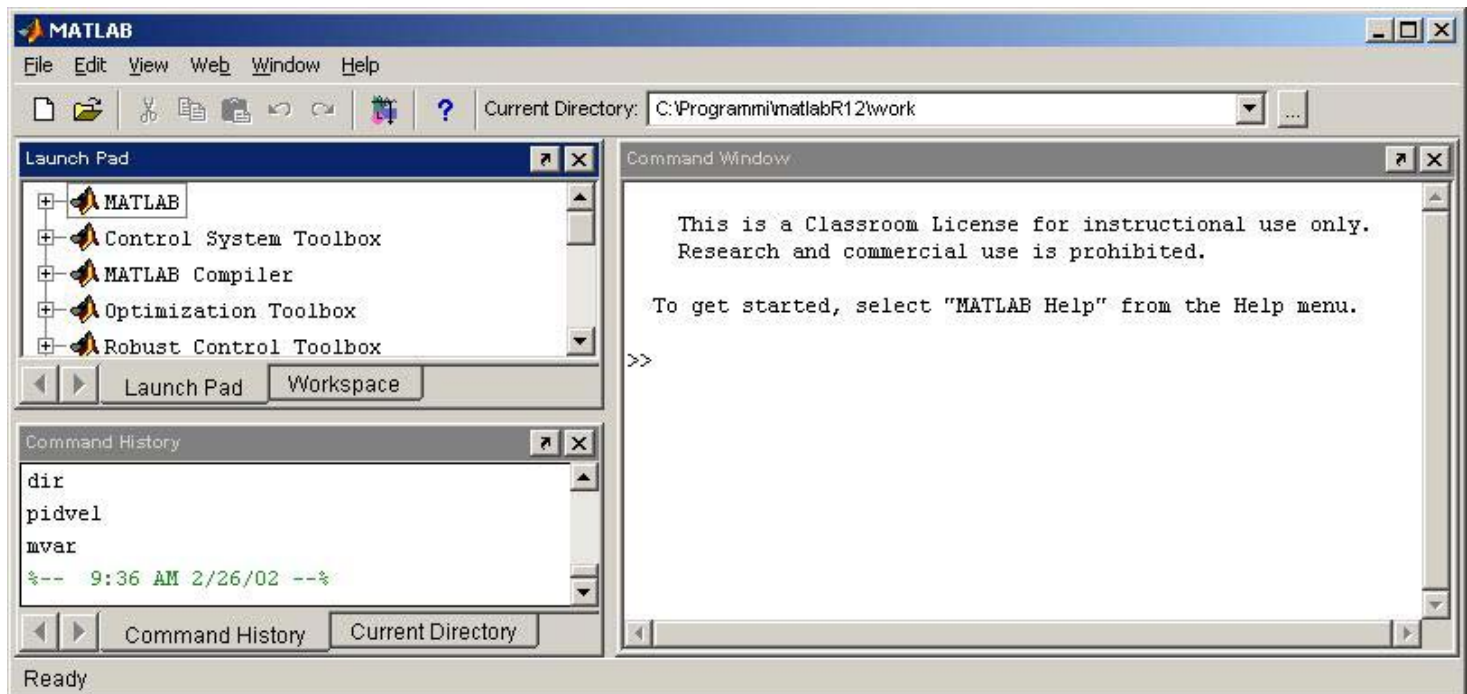 MATLAB
File Edit View Web Window Help
? Current Directory: C:\Programmi\matlabR12\work ...
Launch Pad
MATLAB
Control System Toolbox
MATLAB Compiler
Optimization Toolbox
Robust Control Toolbox
Launch Pad Workspace
Command History
dir
pidvel
mvar
%-- 9:36 AM 2/26/02 --%
Command History Current Directory
Command Window
This is a Classroom License for instructional use only.
Research and commercial use is prohibited.
To get started, select "MATLAB Help" from the Help menu.
>>
Ready